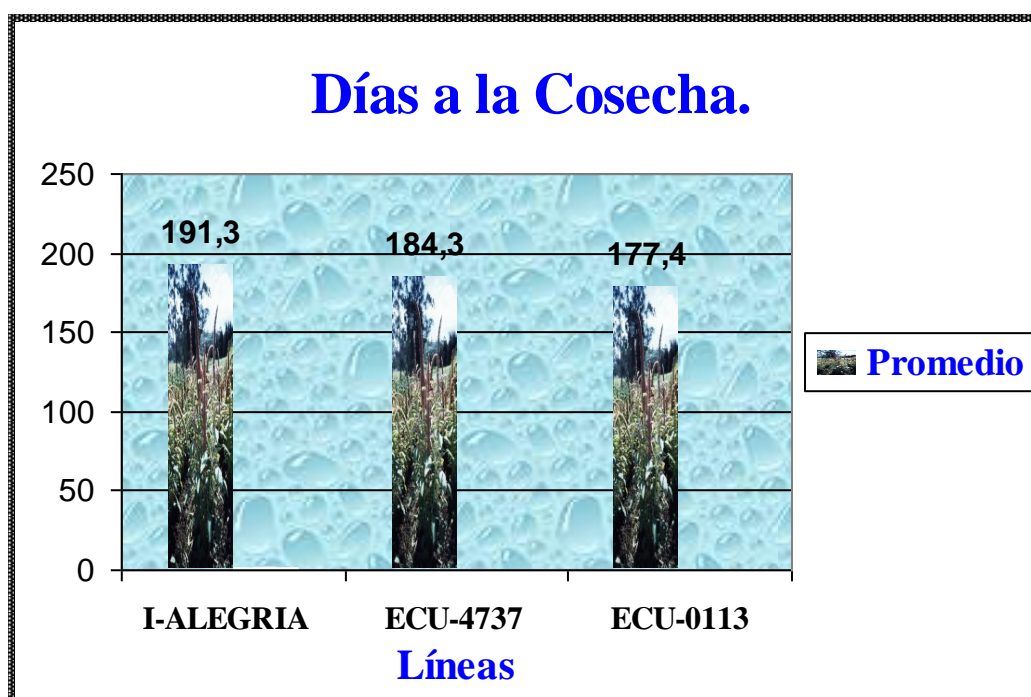 Días a la Cosecha.
250
200
150
100
50
0
191,3
184,3
177,4
Promedio
I-ALEGRIA
ECU-4737
ECU-0113
Líneas